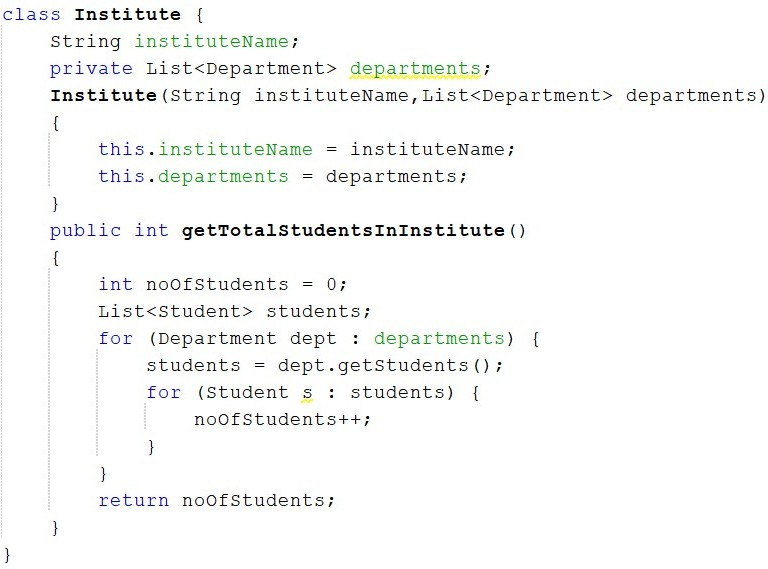 class Institute {
    String instituteName;
    private List<Department> departments;
    Institute(String instituteName,List<Department> departments)
    {
        this.instituteName = instituteName;
        this.departments = departments;
    }
    public int getTotalStudentsInInstitute()
    {
        int noOfStudents = 0;
        List<Student> students;
        for (Department dept : departments) {
            students = dept.getStudents();
            for (Student s : students) {
                noOfStudents++;
            }
        }
        return noOfStudents;
    }
}